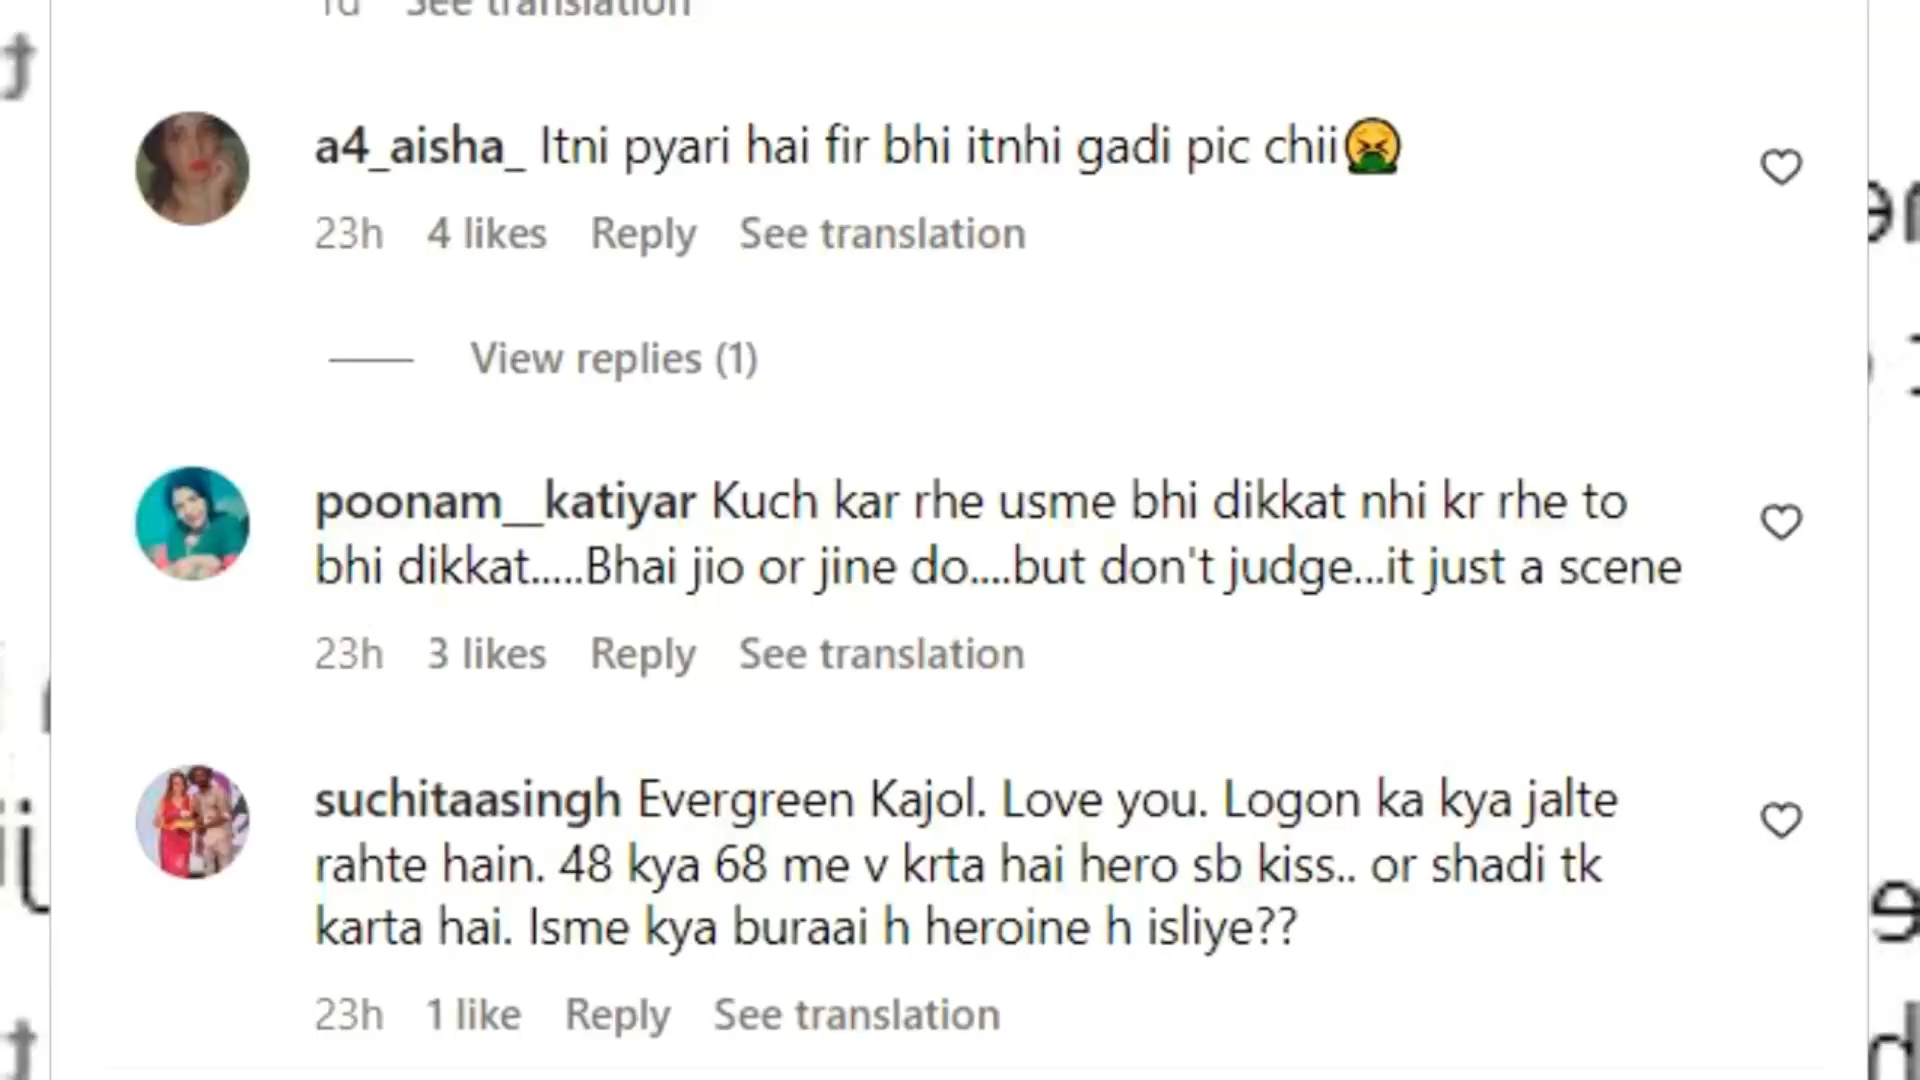 1d See translation
a4_aisha_ Itni pyari hai fir bhi itnhi gadi pic chii🤮
23h 4 likes Reply See translation
View replies (1)
poonam__katiyar Kuch kar rhe usme bhi dikkat nhi kr rhe to
bhi dikkat.....Bhai jio or jine do....but don't judge...it just a scene
23h 3 likes Reply See translation
suchitaasingh Evergreen Kajol. Love you. Logon ka kya jalte
rahte hain. 48 kya 68 me v krta hai hero sb kiss.. or shadi tk
karta hai. Isme kya buraai h heroine h isliye??
23h 1 like Reply See translation